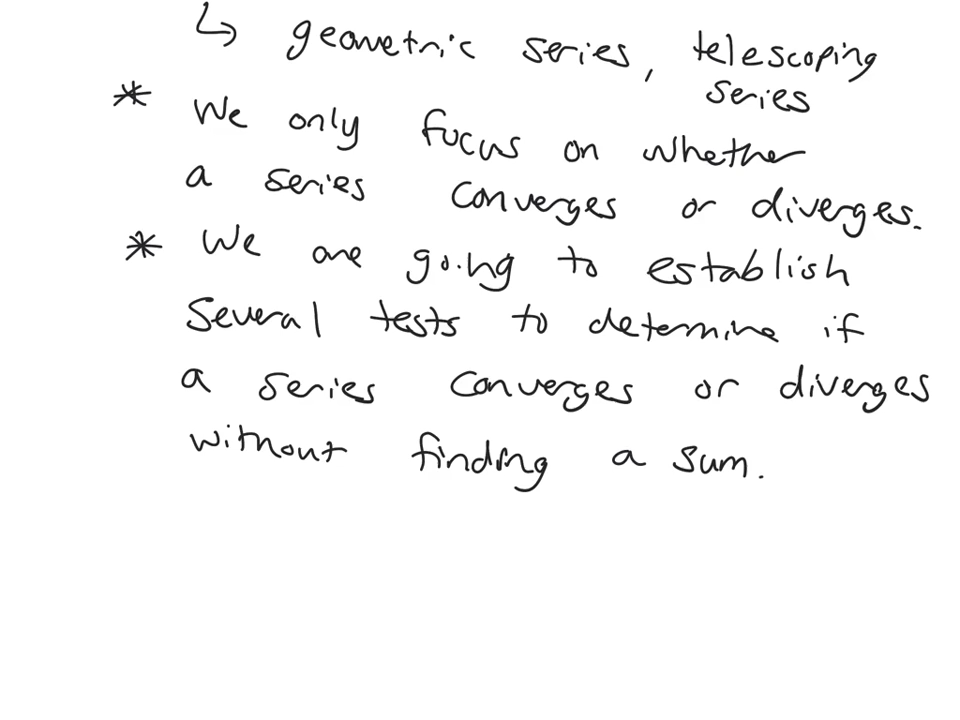 ↳ geometric series, telescoping
series
* We only focus on whether
a series converges or diverges.
* We are going to establish
several tests to determine if
a series converges or diverges
without finding a sum.